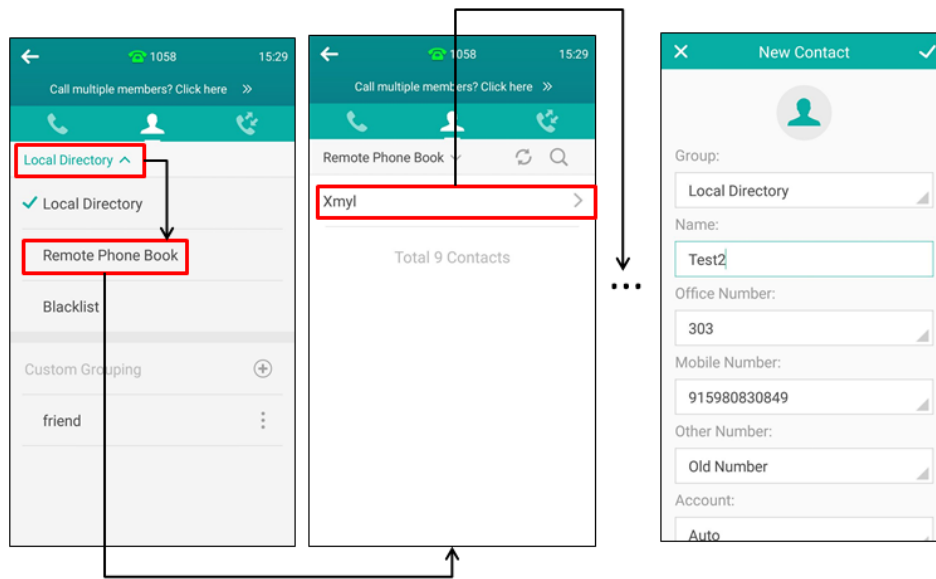 1058
15:29
Call multiple members? Click here »
Local Directory
Local Directory
Remote Phone Book
Blacklist
Custom Grouping
friend
1058
15:29
Call multiple members? Click here »
Remote Phone Book
Xmyl
Total 9 Contacts
...
New Contact
Group:
Local Directory
Name:
Test2
Office Number:
303
Mobile Number:
915980830849
Other Number:
Old Number
Account:
Auto